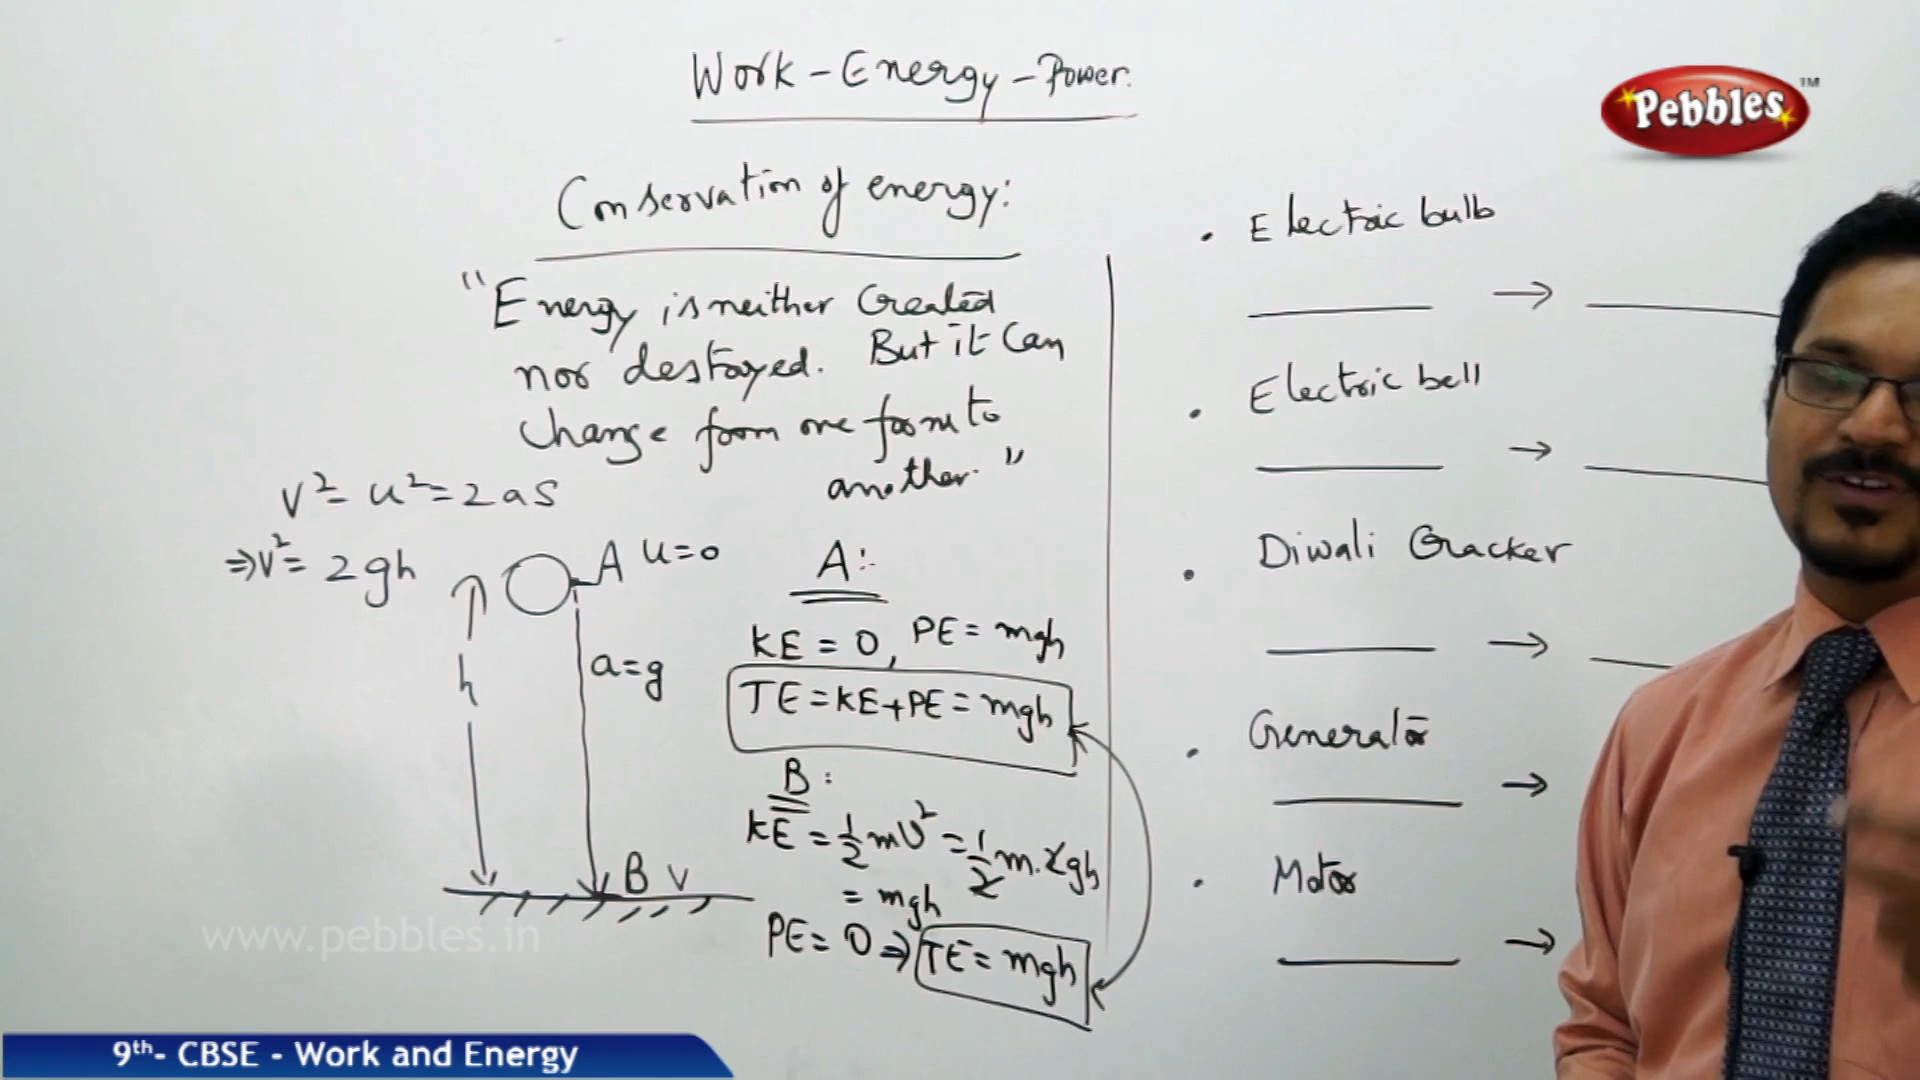 Work - Energy - Power.
Pebbles™
Conservation of energy:
"Energy is neither Created
nor destroyed. But it Can
Change from one form to
another."
V² - u² = 2as
⇒ V² = 2gh
A u=0
h
a=g
B V
A:-
KE = 0, PE = mgh
TE = KE+PE = mgh
B:
KE = ½mv² = ½m.2gh
= mgh
PE = 0 ⇒ TE = mgh
• Electric bulb
→
• Electric bell
→
• Diwali Cracker
→
• Generator
→
• Motor
→
www.pebbles.in
9th- CBSE - Work and Energy